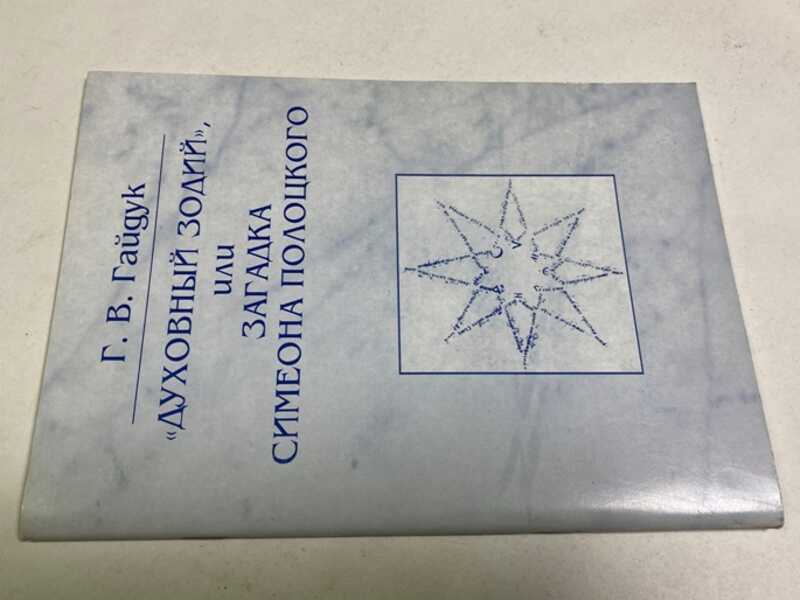 Г. В. Гайдук
«ДУХОВНЫЙ ЗОДИЙ»,
или
ЗАГАДКА
СИМЕОНА ПОЛОЦКОГО